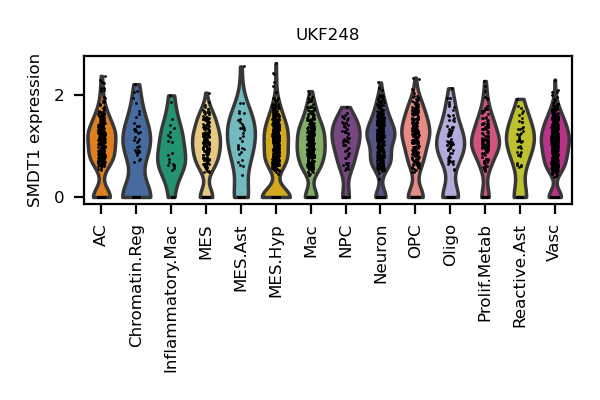 UKF248
SMDT1 expression
2
0
AC
Chromatin.Reg
Inflammatory.Mac
MES
MES.Ast
MES.Hyp
Mac
NPC
Neuron
OPC
Oligo
Prolif.Metab
Reactive.Ast
Vasc